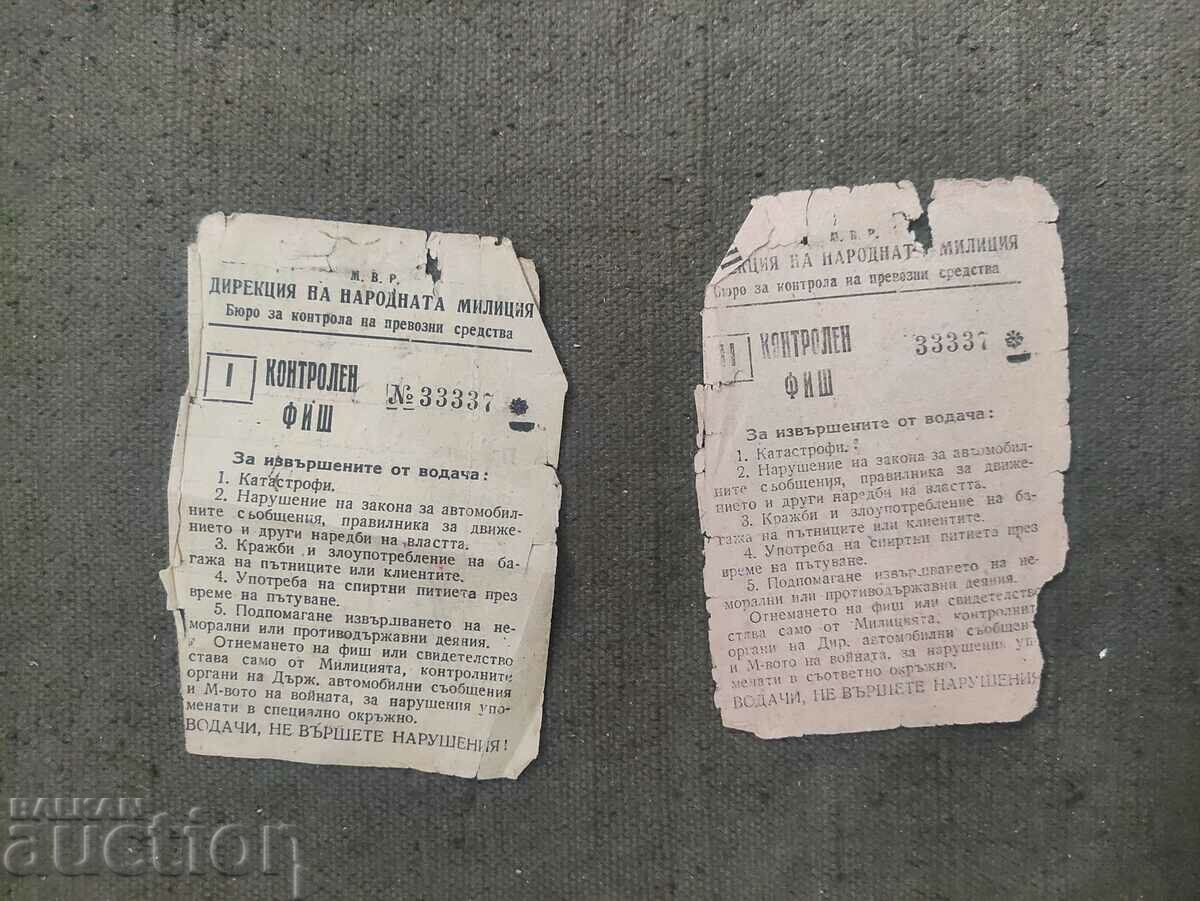 М. В. Р.
ДИРЕКЦИЯ НА НАРОДНАТА МИЛИЦИЯ
Бюро за контрола на превозни средства
I
КОНТРОЛЕН
ФИШ
№ 33337
За извършените от водача:
1. Катастрофи.
2. Нарушение на закона за автомобил-
ните съобщения, правилника за движе-
нието и други наредби на властта.
3. Кражби и злоупотребление на ба-
гажа на пътниците или клиентите.
4. Употреба на спиртни питиета през
време на пътуване.
5. Подпомагане извършването на не-
морални или противодържавни деяния.
Отнемането на фиш или свидетелство
става само от Милицията, контролните
органи на Държ. автомобилни съобщения
и М-вото на войната, за нарушения упо-
менати в специално окръжно.
ВОДАЧИ, НЕ ВЪРШЕТЕ НАРУШЕНИЯ!
М. В. Р.
КЦИЯ НА НАРОДНАТА МИЛИЦИЯ
Бюро за контрола на превозни средства
II
КОНТРОЛЕН
ФИШ
33337
За извършените от водача:
1. Катастрофи.
2. Нарушение на закона за автомобил-
ните съобщения, правилника за движе-
нието и други наредби на властта.
3. Кражби и злоупотребление на ба-
гажа на пътниците или клиентите.
4. Употреба на спиртни питиета през
време на пътуване.
5. Подпомагане извършването на не-
морални или противодържавни деяния.
Отнемането на фиш или свидетелство
става само от Милицията, контролнит
органи на Дир. автомобилни съобщен
и М-вото на войната, за нарушения упо-
менати в съответно окръжно.
ВОДАЧИ, НЕ ВЪРШЕТЕ НАРУШЕНИЯ
BALKAN
auction